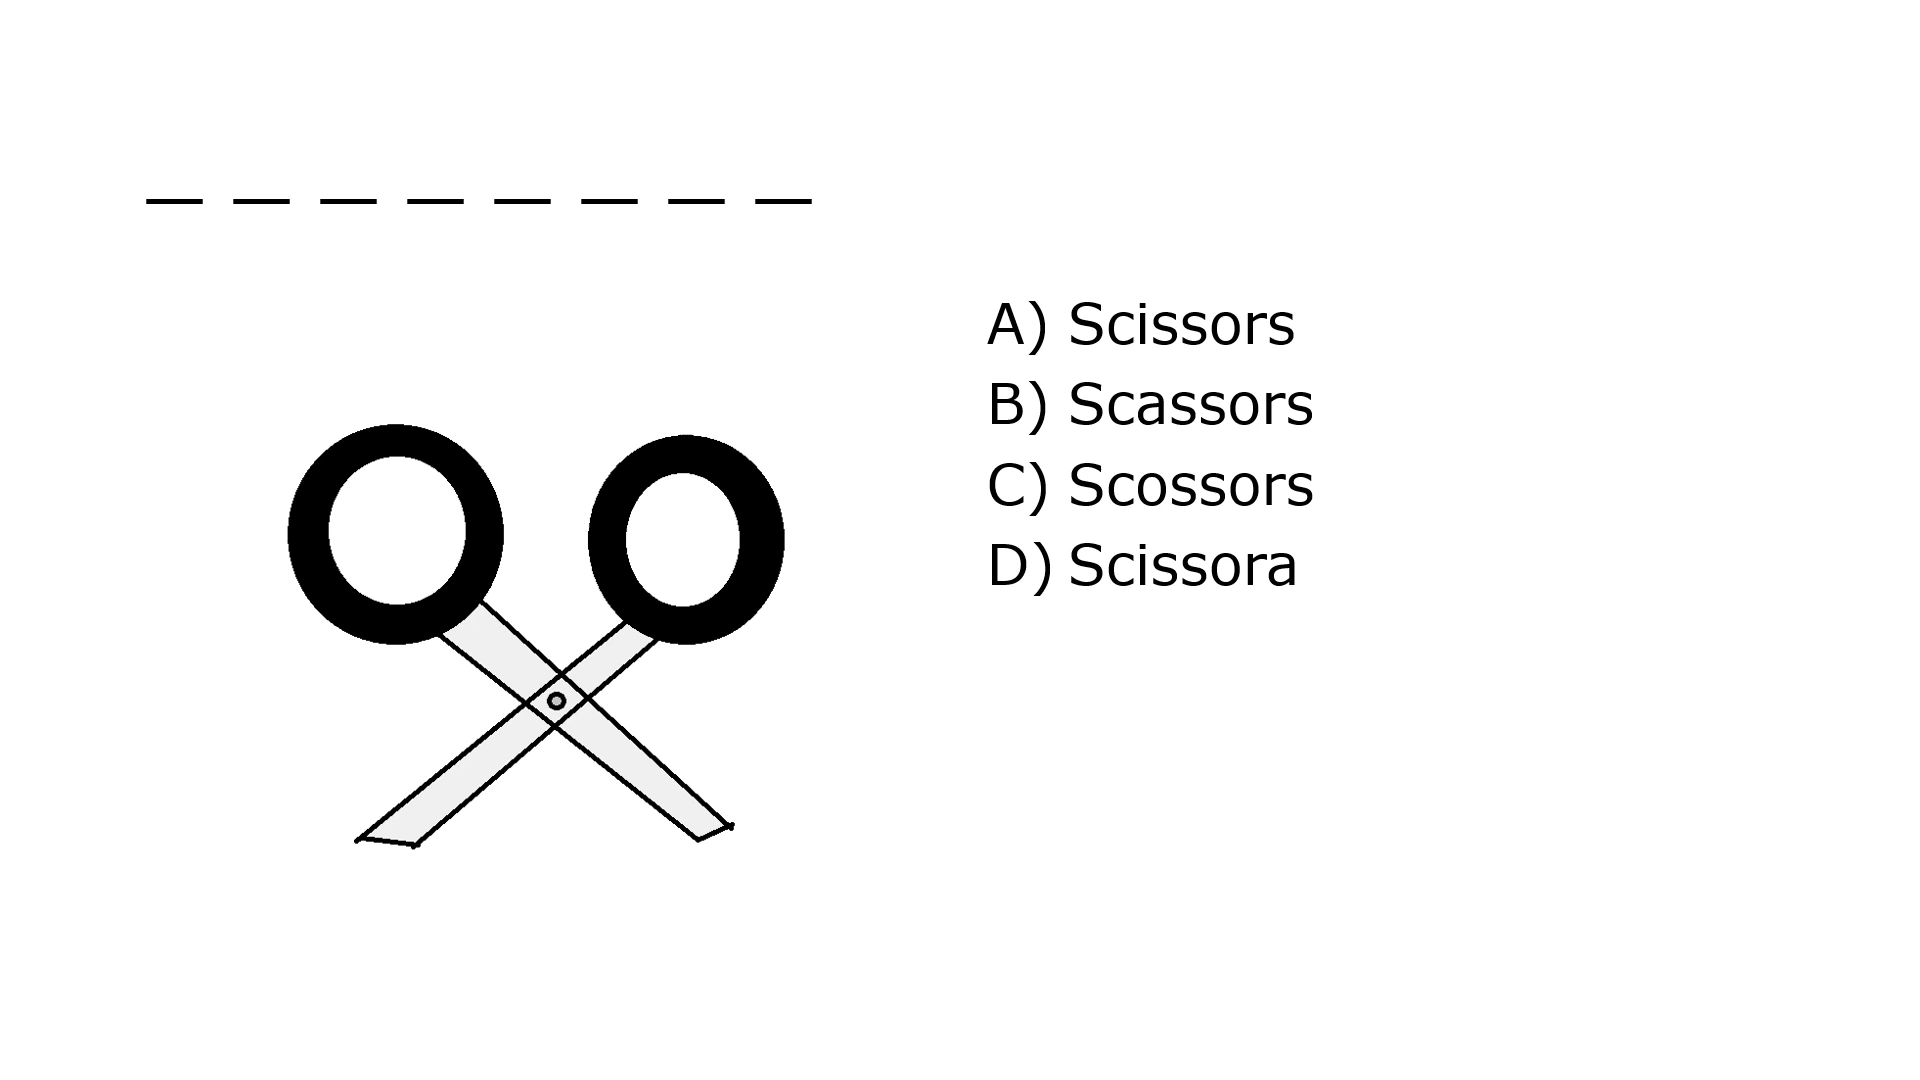 _ _ _ _ _ _ _ _
A) Scissors
B) Scassors
C) Scossors
D) Scissora